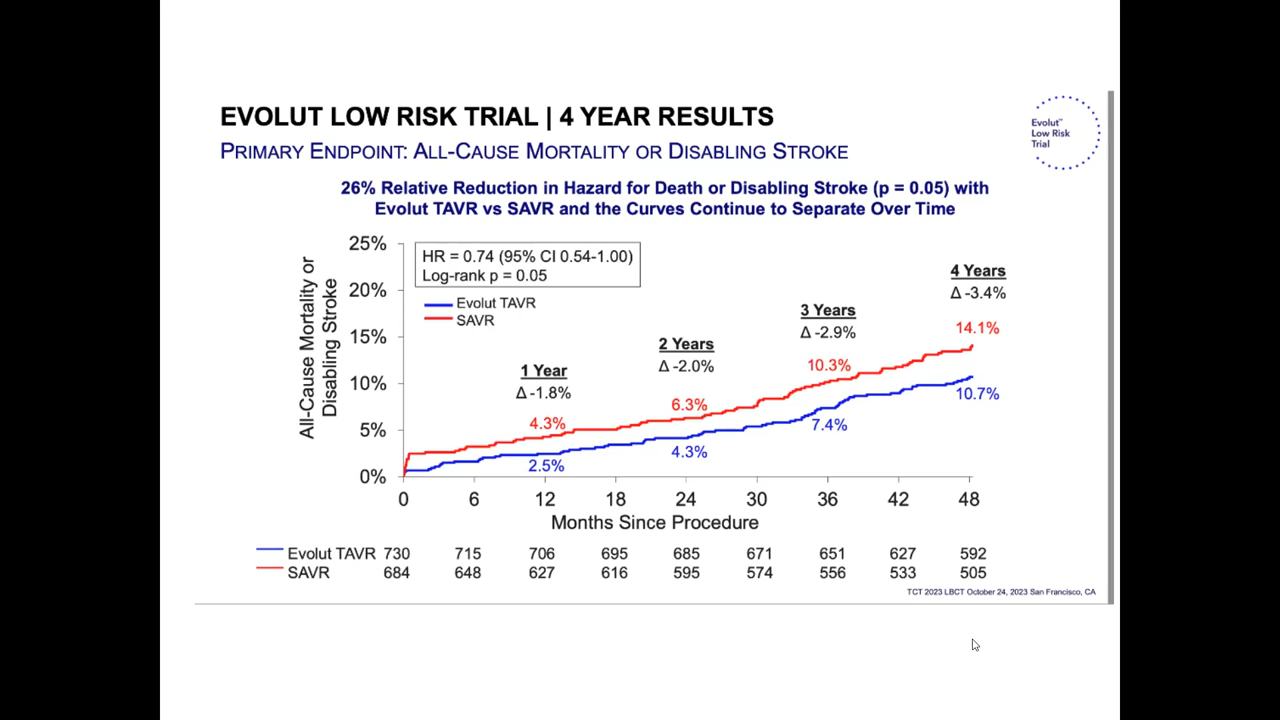 EVOLUT LOW RISK TRIAL | 4 YEAR RESULTS
PRIMARY ENDPOINT: ALL-CAUSE MORTALITY OR DISABLING STROKE
Evolut™
Low Risk
Trial
26% Relative Reduction in Hazard for Death or Disabling Stroke (p = 0.05) with
Evolut TAVR vs SAVR and the Curves Continue to Separate Over Time
All-Cause Mortality or
Disabling Stroke
25%
20%
15%
10%
5%
0%
HR = 0.74 (95% CI 0.54-1.00)
Log-rank p = 0.05
Evolut TAVR
SAVR
1 Year
Δ -1.8%
4.3%
2.5%
2 Years
Δ -2.0%
6.3%
4.3%
3 Years
Δ -2.9%
10.3%
7.4%
4 Years
Δ -3.4%
14.1%
10.7%
0 6 12 18 24 30 36 42 48
Months Since Procedure
Evolut TAVR 730 715 706 695 685 671 651 627 592
SAVR 684 648 627 616 595 574 556 533 505
TCT 2023 LBCT October 24, 2023 San Francisco, CA